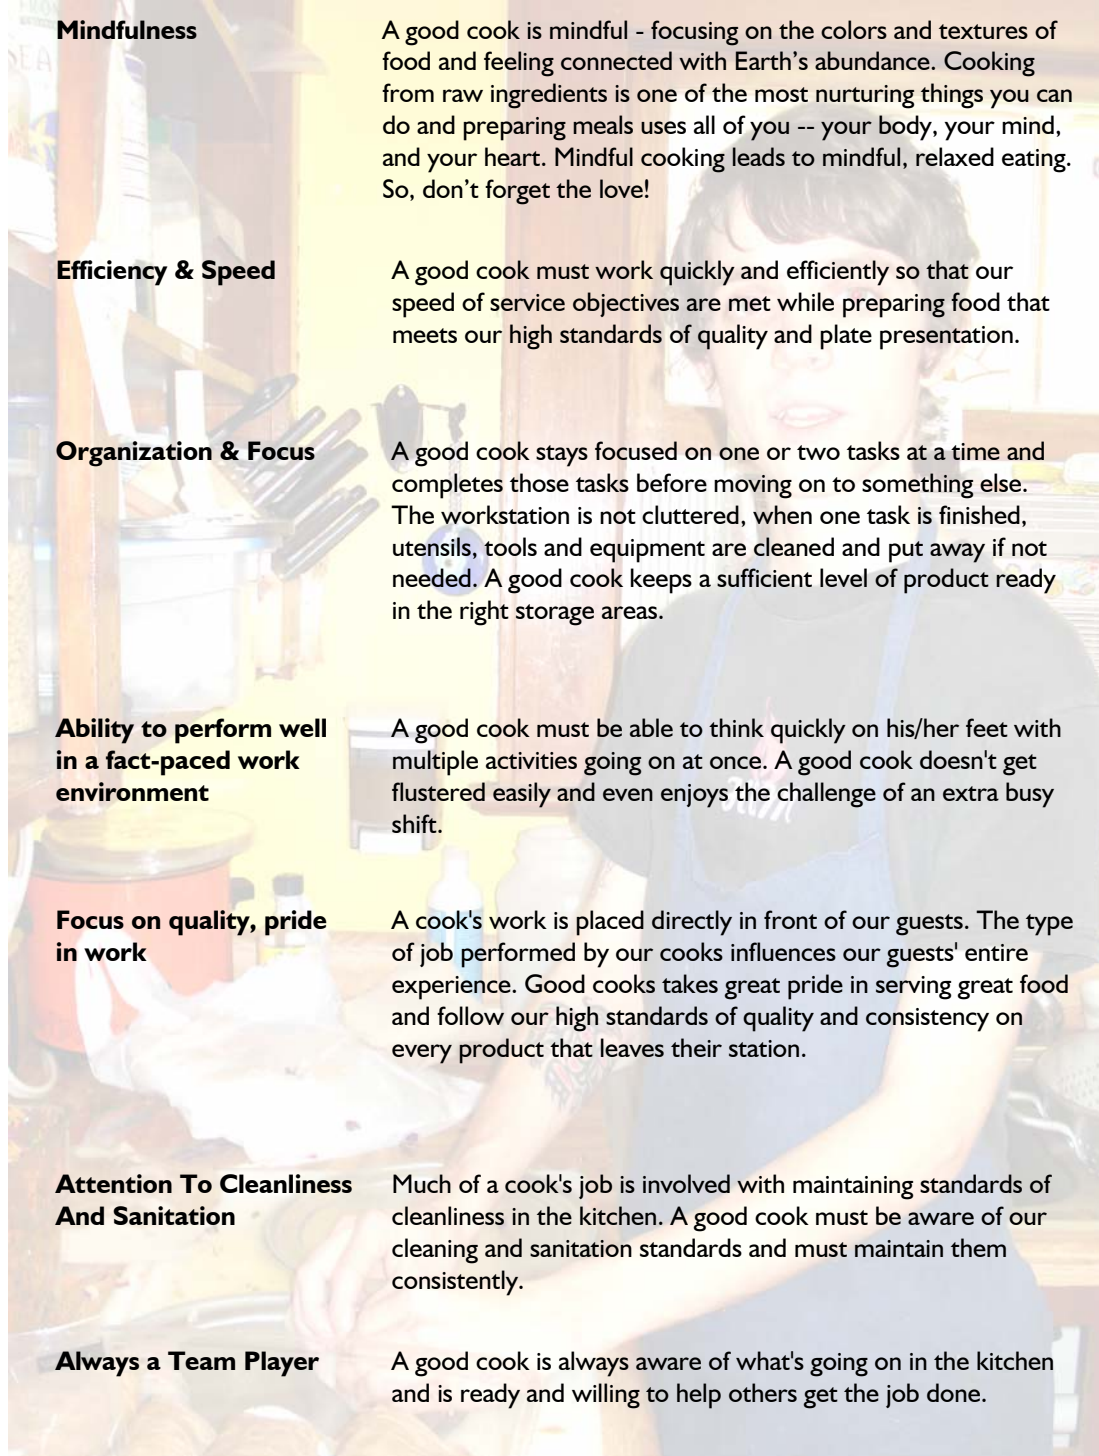 Mindfulness
A good cook is mindful - focusing on the colors and textures of
food and feeling connected with Earth’s abundance. Cooking
from raw ingredients is one of the most nurturing things you can
do and preparing meals uses all of you -- your body, your mind,
and your heart. Mindful cooking leads to mindful, relaxed eating.
So, don’t forget the love!
Efficiency & Speed
A good cook must work quickly and efficiently so that our
speed of service objectives are met while preparing food that
meets our high standards of quality and plate presentation.
Organization & Focus
A good cook stays focused on one or two tasks at a time and
completes those tasks before moving on to something else.
The workstation is not cluttered, when one task is finished,
utensils, tools and equipment are cleaned and put away if not
needed. A good cook keeps a sufficient level of product ready
in the right storage areas.
Ability to perform well
in a fact-paced work
environment
A good cook must be able to think quickly on his/her feet with
multiple activities going on at once. A good cook doesn't get
flustered easily and even enjoys the challenge of an extra busy
shift.
Focus on quality, pride
in work
A cook's work is placed directly in front of our guests. The type
of job performed by our cooks influences our guests' entire
experience. Good cooks takes great pride in serving great food
and follow our high standards of quality and consistency on
every product that leaves their station.
Attention To Cleanliness
And Sanitation
Much of a cook's job is involved with maintaining standards of
cleanliness in the kitchen. A good cook must be aware of our
cleaning and sanitation standards and must maintain them
consistently.
Always a Team Player
A good cook is always aware of what's going on in the kitchen
and is ready and willing to help others get the job done.